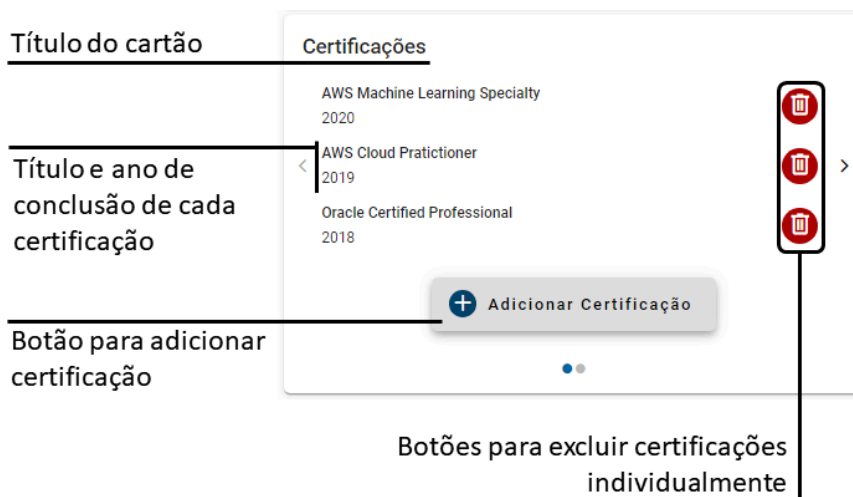 Título do cartão
Certificações
AWS Machine Learning Specialty
2020
Título e ano de
conclusão de cada
certificação
AWS Cloud Pratictioner
2019
Oracle Certified Professional
2018
Botão para adicionar
certificação
Adicionar Certificação
Botões para excluir certificações
individualmente